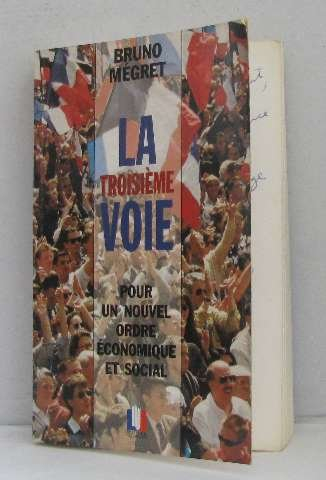 BRUNO
MÉGRET
LA
TROISIÈME
VOIE
POUR
UN NOUVEL
ORDRE
ÉCONOMIQUE
ET SOCIAL